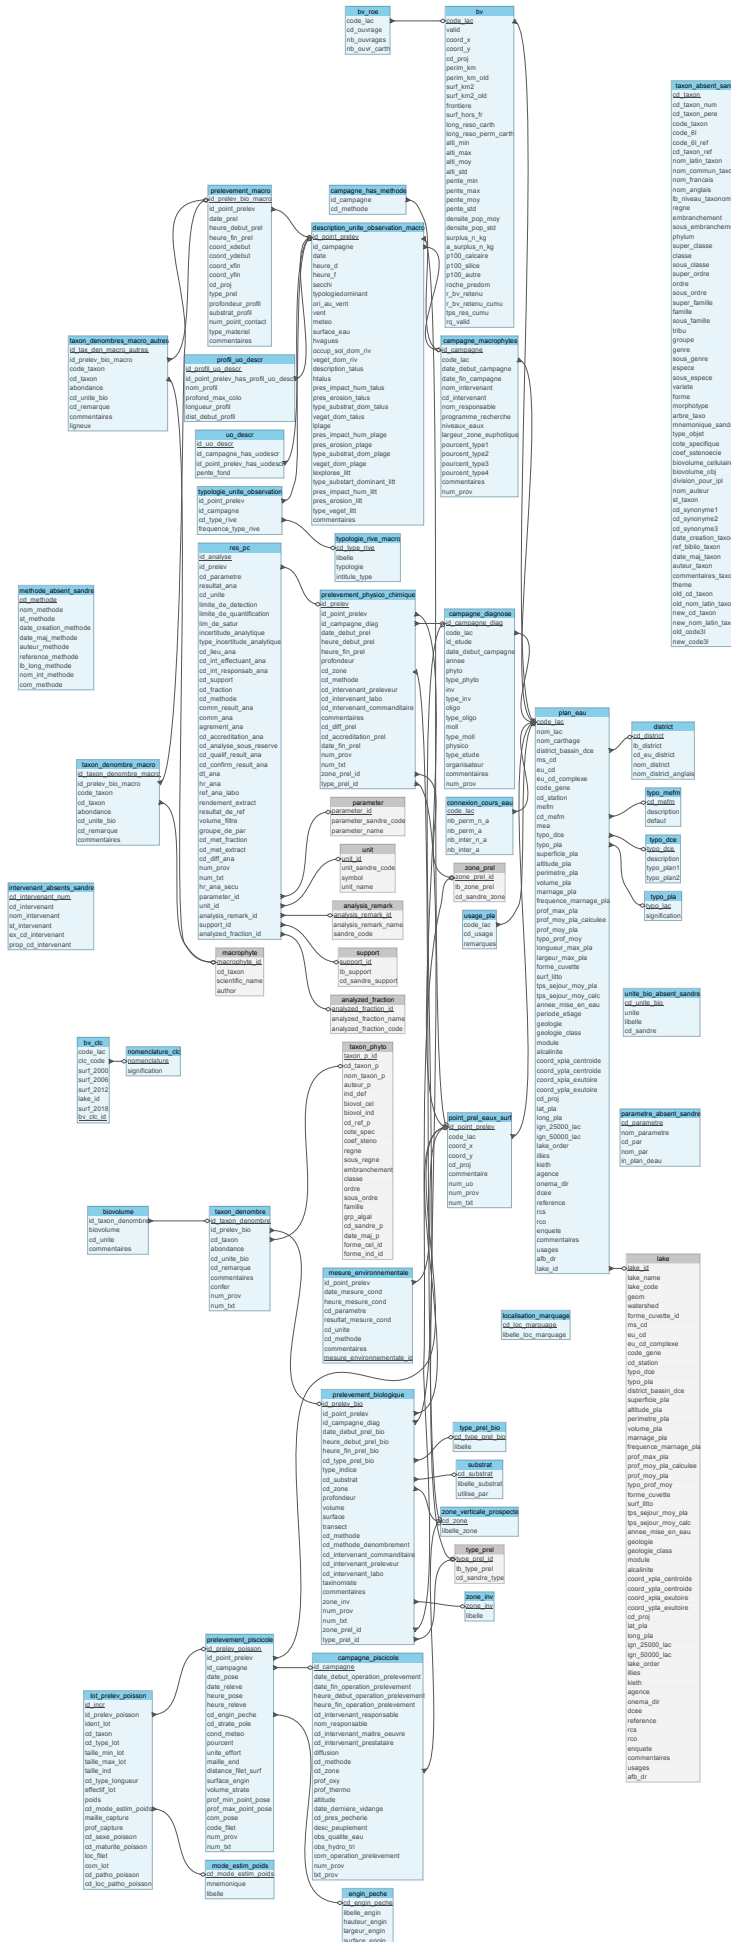 bv_roe
code_lac
cd_ouvrage
nb_ouvrages
nb_ouvr_carth
bv
code_lac
valid
coord_x
coord_y
cd_proj
perim_km
perim_km_old
surf_km2
surf_km2_old
frontiere
surf_hors_fr
long_reso_carth
long_reso_perm_carth
alti_min
alti_max
alti_moy
alti_std
pente_min
pente_max
pente_moy
pente_std
densite_pop_moy
densite_pop_std
surplus_n_kg
a_surplus_n_kg
p100_calcaire
p100_silice
p100_autre
roche_predom
r_bv_retenu
r_bv_retenu_cumu
tps_res_cumu
rq_valid
taxon_absent_sand
cd_taxon
cd_taxon_num
cd_taxon_pere
code_taxon
code_6l
code_6l_ref
cd_taxon_ref
nom_latin_taxon
nom_commun_taxo
nom_francais
nom_anglais
lb_niveau_taxonom
regne
embranchement
sous_embrancheme
phylum
super_classe
classe
sous_classe
super_ordre
ordre
sous_ordre
super_famille
famille
sous_famille
tribu
groupe
genre
sous_genre
espece
sous_espece
variete
forme
morphotype
arbre_taxo
mnemonique_sandr
type_objet
cote_specifique
coef_sstenoecie
biovolume_cellulaire
biovolume_obj
division_pour_ipl
nom_auteur
st_taxon
cd_synonyme1
cd_synonyme2
cd_synonyme3
date_creation_taxon
ref_biblio_taxon
date_maj_taxon
auteur_taxon
commentaires_taxo
theme
old_cd_taxon
old_nom_latin_taxo
new_cd_taxon
new_nom_latin_tax
old_code3l
new_code3l
prelevement_macro
id_prelev_bio_macro
id_point_prelev
date_prel
heure_debut_prel
heure_fin_prel
coord_xdebut
coord_ydebut
coord_xfin
coord_yfin
cd_proj
type_prel
profondeur_profil
substrat_profil
num_point_contact
type_materiel
commentaires
campagne_has_methode
id_campagne
cd_methode
description_unite_observation_macro
id_point_prelev
id_campagne
date
heure_d
heure_f
secchi
typologiedominant
ori_au_vent
vent
meteo
surface_eau
hvagues
occup_sol_dom_riv
veget_dom_riv
description_talus
htalus
pres_impact_hum_talus
pres_erosion_talus
type_substrat_dom_talus
veget_dom_talus
lplage
pres_impact_hum_plage
pres_erosion_plage
type_substrat_dom_plage
veget_dom_plage
lexploree_litt
type_substart_dominant_litt
pres_impact_hum_litt
pres_erosion_litt
type_veget_litt
commentaires
campagne_macrophytes
id_campagne
code_lac
date_debut_campagne
date_fin_campagne
nom_intervenant
cd_intervenant
nom_responsable
programme_recherche
niveaux_eaux
largeur_zone_euphotique
pourcent_type1
pourcent_type2
pourcent_type3
pourcent_type4
commentaires
num_prov
taxon_denombres_macro_autres
id_tax_den_macro_autres
id_prelev_bio_macro
code_taxon
cd_taxon
abondance
cd_unite_bio
cd_remarque
commentaires
ligneux
profil_uo_descr
id_profil_uo_descr
id_point_prelev_has_profil_uo_descr
nom_profil
profond_max_colo
longueur_profil
dist_debut_profil
uo_descr
id_uo_descr
id_campagne_has_uodescr
id_point_prelev_has_uodescr
pente_fond
typologie_unite_observation
id_point_prelev
id_campagne
cd_type_rive
frequence_type_rive
typologie_rive_macro
cd_type_rive
libelle
typologie
intitule_type
res_pc
id_analyse
id_prelev
cd_parametre
resultat_ana
cd_unite
limite_de_detection
limite_de_quantification
lim_de_satur
incertitude_analytique
type_incertitude_analytique
cd_lieu_ana
cd_int_effectuant_ana
cd_int_responsab_ana
cd_support
cd_fraction
cd_methode
comm_result_ana
comm_ana
agrement_ana
cd_accreditation_ana
cd_analyse_sous_reserve
cd_qualif_result_ana
cd_confirm_result_ana
dt_ana
hr_ana
ref_ana_labo
rendement_extract
resultat_de_ref
volume_filtre
groupe_de_par
cd_met_fraction
cd_met_extract
cd_diff_ana
num_prov
num_txt
hr_ana_secu
parameter_id
unit_id
analysis_remark_id
support_id
analyzed_fraction_id
methode_absent_sandre
cd_methode
nom_methode
st_methode
date_creation_methode
date_maj_methode
auteur_methode
reference_methode
lb_long_methode
nom_int_methode
com_methode
prelevement_physico_chimique
id_prelev
id_point_prelev
id_campagne_diag
date_debut_prel
heure_debut_prel
heure_fin_prel
profondeur
cd_zone
cd_methode
cd_intervenant_preleveur
cd_intervenant_labo
cd_intervenant_commanditaire
commentaires
cd_diff_prel
cd_accreditation_prel
date_fin_prel
num_prov
num_txt
zone_prel_id
type_prel_id
campagne_diagnose
id_campagne_diag
code_lac
id_etude
date_debut_campagne
annee
phyto
type_phyto
inv
type_inv
oligo
type_oligo
moll
type_moll
physico
type_etude
organisateur
commentaires
num_prov
plan_eau
code_lac
nom_lac
nom_carthage
district_bassin_dce
ms_cd
eu_cd
eu_cd_complexe
code_gene
cd_station
mefm
cd_mefm
mea
typo_dce
typo_pla
superficie_pla
altitude_pla
perimetre_pla
volume_pla
marnage_pla
frequence_marnage_pla
prof_max_pla
prof_moy_pla_calculee
prof_moy_pla
typo_prof_moy
longueur_max_pla
largeur_max_pla
forme_cuvette
surf_litto
tps_sejour_moy_pla
tps_sejour_moy_calc
annee_mise_en_eau
periode_etiage
geologie
geologie_class
module
alcalinite
coord_xpla_centroide
coord_ypla_centroide
coord_xpla_exutoire
coord_ypla_exutoire
cd_proj
lat_pla
long_pla
ign_25000_lac
ign_50000_lac
lake_order
illies
kieth
agence
onema_dir
dcee
reference
rcs
rco
enquete
commentaires
usages
afb_dr
lake_id
district
cd_district
lb_district
cd_eu_district
nom_district
nom_district_anglais
typo_mefm
cd_mefm
description
defaut
typo_dce
typo_dce
description
typo_plan1
typo_plan2
typo_pla
typo_lac
signification
taxon_denombre_macro
id_taxon_denombre_macro
id_prelev_bio_macro
code_taxon
cd_taxon
abondance
cd_unite_bio
cd_remarque
commentaires
connexion_cours_eau
code_lac
nb_perm_n_a
nb_perm_a
nb_inter_n_a
nb_inter_a
parameter
parameter_id
parameter_sandre_code
parameter_name
unit
unit_id
unit_sandre_code
symbol
unit_name
zone_prel
zone_prel_id
lb_zone_prel
cd_sandre_zone
intervenant_absents_sandre
cd_intervenant_num
cd_intervenant
nom_intervenant
st_intervenant
ex_cd_intervenant
prop_cd_intervenant
analysis_remark
analysis_remark_id
analysis_remark_name
sandre_code
usage_pla
code_lac
cd_usage
remarques
macrophyte
macrophyte_id
cd_taxon
scientific_name
author
support
support_id
lb_support
cd_sandre_support
analyzed_fraction
analyzed_fraction_id
analyzed_fraction_name
analyzed_fraction_code
unite_bio_absent_sandre
cd_unite_bio
unite
libelle
cd_sandre
bv_clc
code_lac
clc_code
surf_2000
surf_2006
surf_2012
lake_id
surf_2018
bv_clc_id
nomenclature_clc
nomenclature
signification
taxon_phyto
taxon_p_id
cd_taxon_p
nom_taxon_p
auteur_p
ind_def
biovol_cel
biovol_ind
cd_ref_p
cote_spec
coef_steno
regne
sous_regne
embranchement
classe
ordre
sous_ordre
famille
grp_algal
cd_sandre_p
date_maj_p
forme_cel_id
forme_ind_id
point_prel_eaux_surf
id_point_prelev
code_lac
coord_x
coord_y
cd_proj
commentaire
num_uo
num_prov
num_txt
parametre_absent_sandre
cd_parametre
nom_parametre
cd_par
nom_par
in_plan_deau
biovolume
id_taxon_denombre
biovolume
cd_unite
commentaires
taxon_denombre
id_taxon_denombre
id_prelev_bio
cd_taxon
abondance
cd_unite_bio
cd_remarque
commentaires
confer
num_prov
num_txt
mesure_environnementale
id_point_prelev
date_mesure_cond
heure_mesure_cond
cd_parametre
resultat_mesure_cond
cd_unite
cd_methode
commentaires
mesure_environnementale_id
localisation_marquage
cd_loc_marquage
libelle_loc_marquage
lake
lake_id
lake_name
lake_code
geom
watershed
forme_cuvette_id
ms_cd
eu_cd
eu_cd_complexe
code_gene
cd_station
typo_dce
typo_pla
district_bassin_dce
superficie_pla
altitude_pla
perimetre_pla
volume_pla
marnage_pla
frequence_marnage_pla
prof_max_pla
prof_moy_pla_calculee
prof_moy_pla
typo_prof_moy
forme_cuvette
surf_litto
tps_sejour_moy_pla
tps_sejour_moy_calc
annee_mise_en_eau
geologie
geologie_class
module
alcalinite
coord_xpla_centroide
coord_ypla_centroide
coord_xpla_exutoire
coord_ypla_exutoire
cd_proj
lat_pla
long_pla
ign_25000_lac
ign_50000_lac
lake_order
illies
kieth
agence
onema_dir
dcee
reference
rcs
rco
enquete
commentaires
usages
afb_dr
prelevement_biologique
id_prelev_bio
id_point_prelev
id_campagne_diag
date_debut_prel_bio
heure_debut_prel_bio
heure_fin_prel_bio
cd_type_prel_bio
type_indice
cd_substrat
cd_zone
profondeur
volume
surface
transect
cd_methode
cd_methode_denombrement
cd_intervenant_commanditaire
cd_intervenant_preleveur
cd_intervenant_labo
taxinomiste
commentaires
zone_inv
num_prov
num_txt
zone_prel_id
type_prel_id
type_prel_bio
cd_type_prel_bio
libelle
substrat
cd_substrat
libelle_substrat
utilise_par
zone_verticale_prospecte
cd_zone
libelle_zone
type_prel
type_prel_id
lb_type_prel
cd_sandre_type
zone_inv
zone_inv
libelle
prelevement_piscicole
id_prelev_poisson
id_point_prelev
id_campagne
date_pose
date_releve
heure_pose
heure_releve
cd_engin_peche
cd_strate_pole
cond_meteo
pourcent
unite_effort
maille_end
distance_filet_surf
surface_engin
volume_strate
prof_min_point_pose
prof_max_point_pose
com_pose
code_filet
num_prov
num_txt
campagne_piscicole
id_campagne
date_debut_operation_prelevement
date_fin_operation_prelevement
heure_debut_operation_prelevement
heure_fin_operation_prelevement
cd_intervenant_responsable
nom_responsable
cd_intervenant_maitre_oeuvre
cd_intervenant_prestataire
diffusion
cd_methode
cd_zone
prof_oxy
prof_thermo
altitude
date_derniere_vidange
cd_pres_pecherie
desc_peuplement
obs_qualite_eau
obs_hydro_tri
com_operation_prelevement
num_prov
txt_prov
lot_prelev_poisson
id_incr
id_prelev_poisson
ident_lot
cd_taxon
cd_type_lot
taille_min_lot
taille_max_lot
taille_ind
cd_type_longueur
effectif_lot
poids
cd_mode_estim_poids
maille_capture
prof_capture
cd_sexe_poisson
cd_maturite_poisson
loc_filet
com_lot
cd_patho_poisson
cd_loc_patho_poisson
mode_estim_poids
cd_mode_estim_poids
mnemonique
libelle
engin_peche
cd_engin_peche
libelle_engin
hauteur_engin
largeur_engin
surface_engin